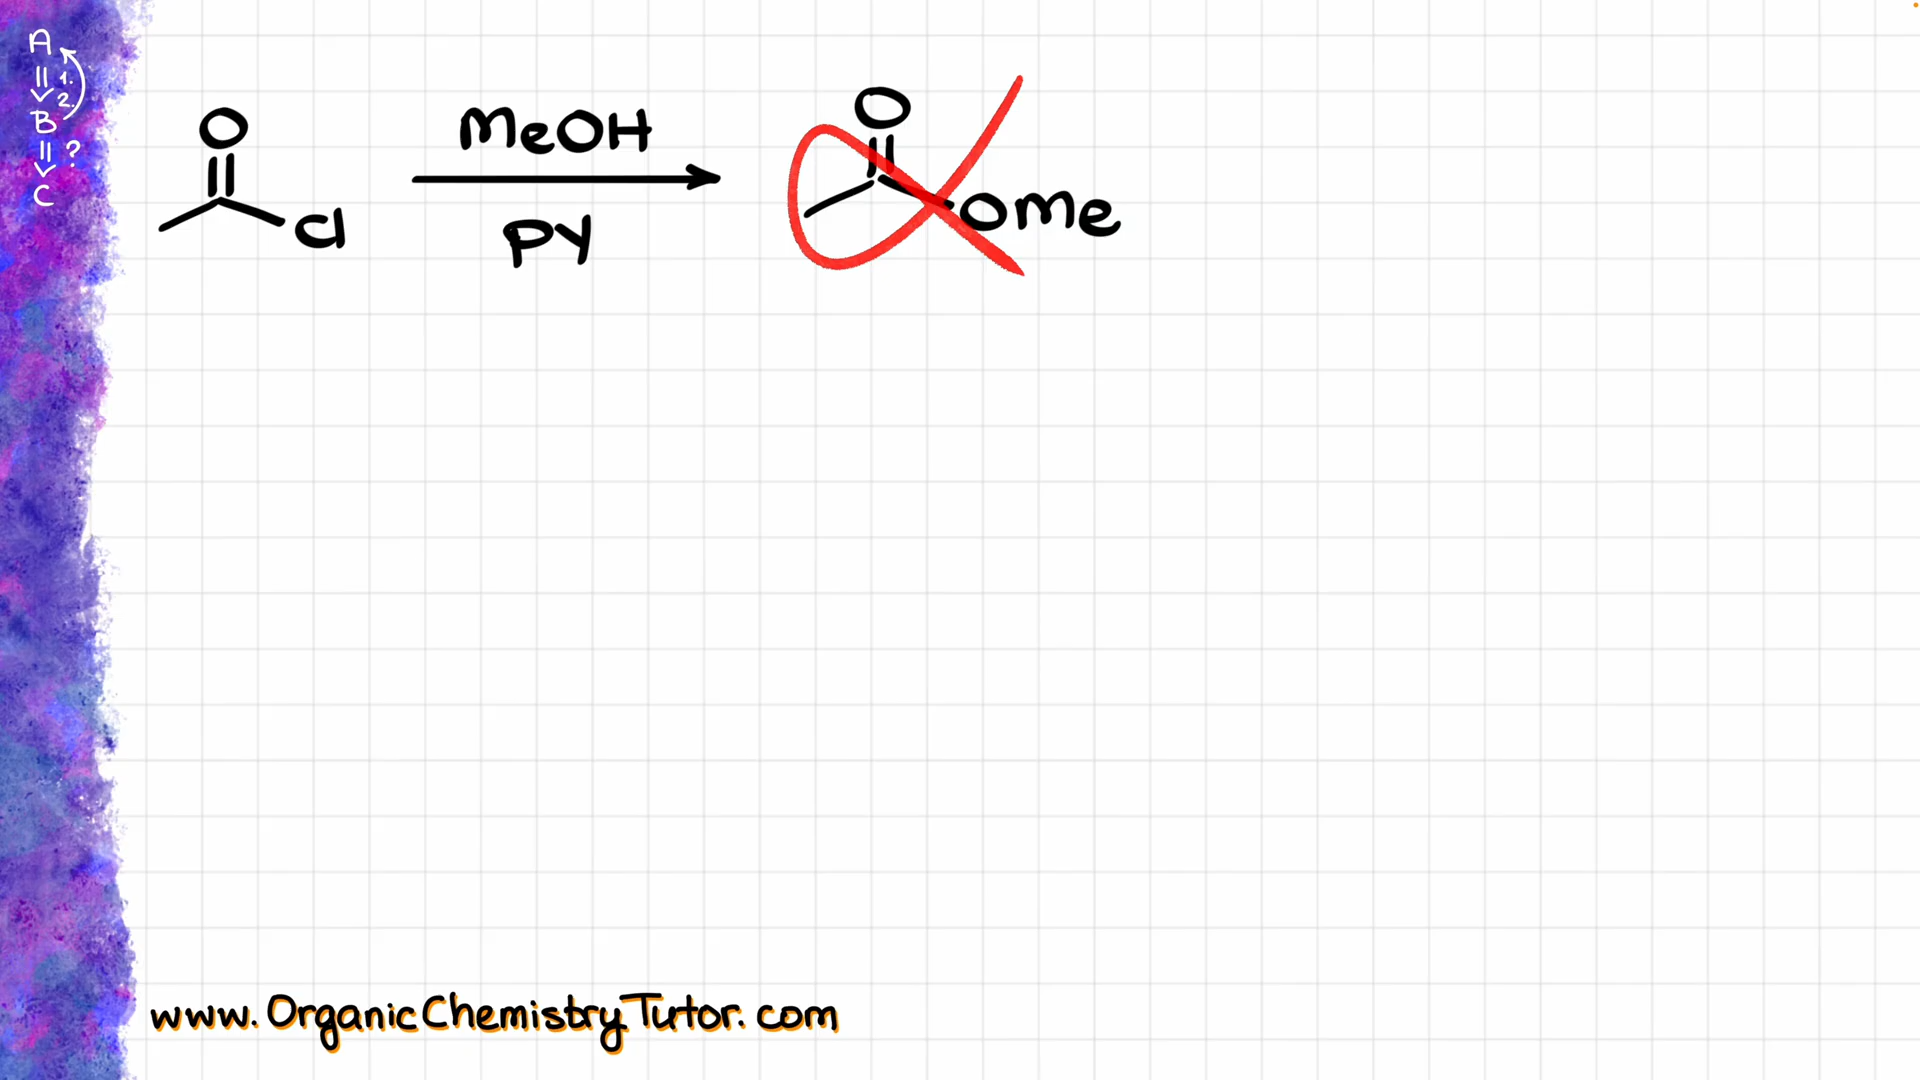 A
1.
2.
B
?
C
O
Cl
MeOH
PY
O
OMe
www.OrganicChemistryTutor.com